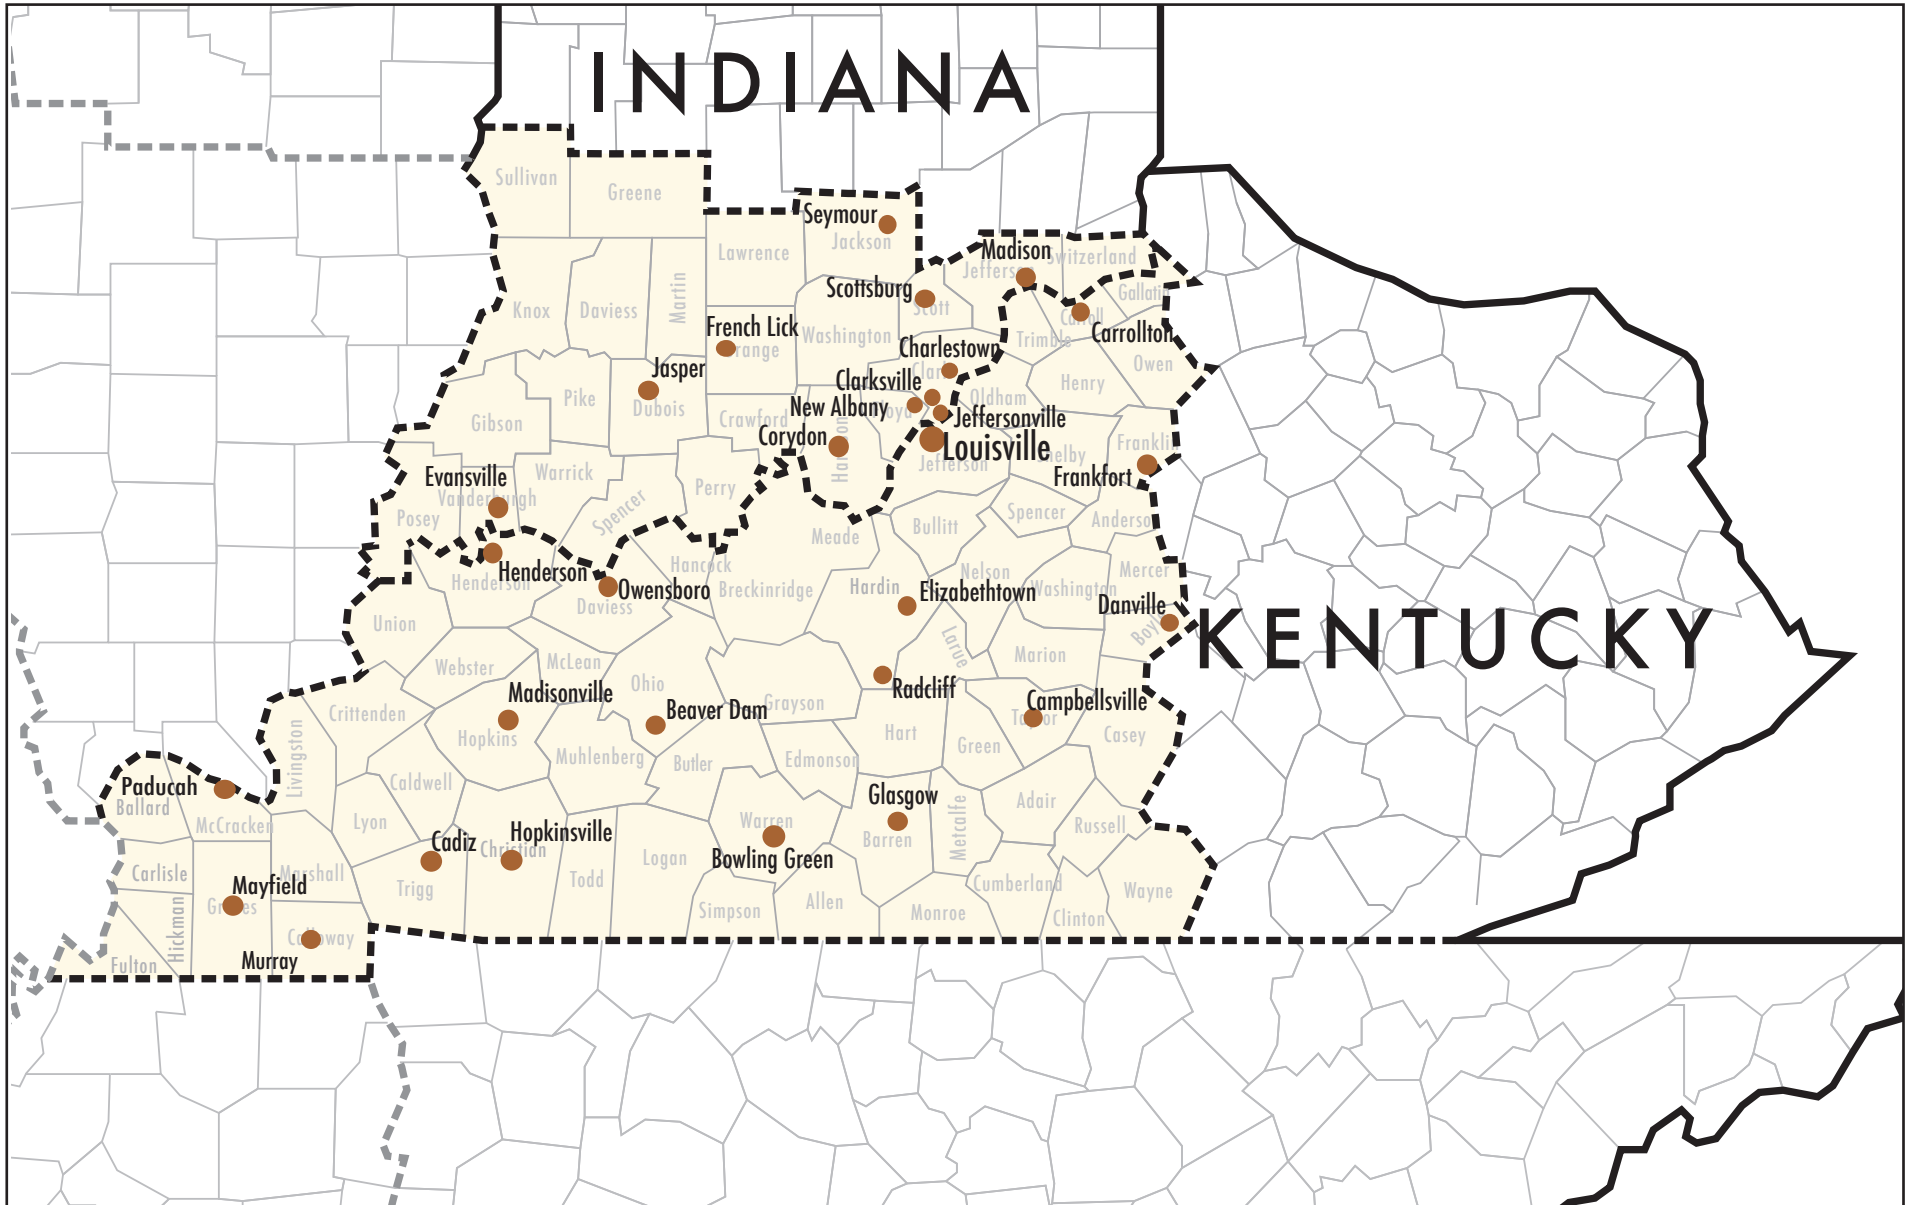 INDIANA
Sullivan
Greene
Seymour
Jackson
Lawrence
Madison
Switzerland
Jefferson
Martin
Scottsburg
Scott
Gallatin
Knox
Daviess
French Lick
Orange
Washington
Carroll
Carrollton
Trimble
Charlestown
Clark
Owen
Jasper
Dubois
Pike
Clarksville
Henry
Oldham
New Albany
Floyd
Jeffersonville
Gibson
Crawford
Corydon
Harrison
Louisville
Jefferson
Shelby
Franklin
Frankfort
Evansville
Vanderburgh
Warrick
Perry
Spencer
Posey
Meade
Bullitt
Spencer
Anderson
Henderson
Henderson
Hancock
Owensboro
Daviess
Breckinridge
Hardin
Elizabethtown
Nelson
Washington
Mercer
Danville
Boyle
KENTUCKY
Union
Webster
McLean
Ohio
Larue
Marion
Madisonville
Hopkins
Beaver Dam
Grayson
Radcliff
Campbellsville
Taylor
Crittenden
Livingston
Muhlenberg
Butler
Edmonson
Hart
Green
Casey
Paducah
Ballard
McCracken
Caldwell
Lyon
Glasgow
Barren
Metcalfe
Adair
Russell
Warren
Bowling Green
Cadiz
Hopkinsville
Christian
Carlisle
Marshall
Mayfield
Graves
Trigg
Todd
Logan
Simpson
Allen
Monroe
Cumberland
Clinton
Wayne
Hickman
Fulton
Calloway
Murray